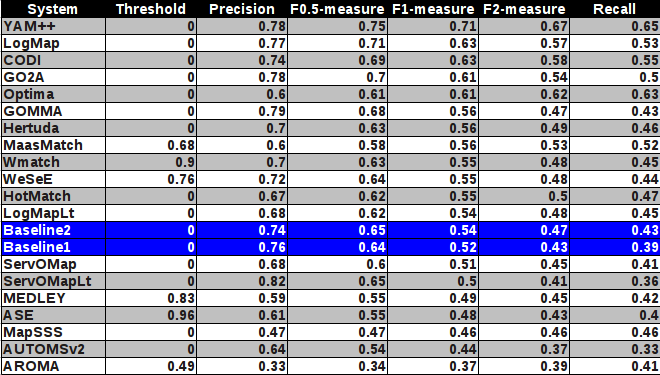 System Threshold Precision F0.5-measure F1-measure F2-measure Recall
YAM++ 0 0.78 0.75 0.71 0.67 0.65
LogMap 0 0.77 0.71 0.63 0.57 0.53
CODI 0 0.74 0.69 0.63 0.58 0.55
GO2A 0 0.78 0.7 0.61 0.54 0.5
Optima 0 0.6 0.61 0.61 0.62 0.63
GOMMA 0 0.79 0.68 0.56 0.47 0.43
Hertuda 0 0.7 0.63 0.56 0.49 0.46
MaasMatch 0.68 0.6 0.58 0.56 0.53 0.52
Wmatch 0.9 0.7 0.63 0.55 0.48 0.45
WeSeE 0.76 0.72 0.64 0.55 0.48 0.44
HotMatch 0 0.67 0.62 0.55 0.5 0.47
LogMapLt 0 0.68 0.62 0.54 0.48 0.45
Baseline2 0 0.74 0.65 0.54 0.47 0.43
Baseline1 0 0.76 0.64 0.52 0.43 0.39
ServOMap 0 0.68 0.6 0.51 0.45 0.41
ServOMapLt 0 0.82 0.65 0.5 0.41 0.36
MEDLEY 0.83 0.59 0.55 0.49 0.45 0.42
ASE 0.96 0.61 0.55 0.48 0.43 0.4
MapSSS 0 0.47 0.47 0.46 0.46 0.46
AUTOMSv2 0 0.64 0.54 0.44 0.37 0.33
AROMA 0.49 0.33 0.34 0.37 0.39 0.41